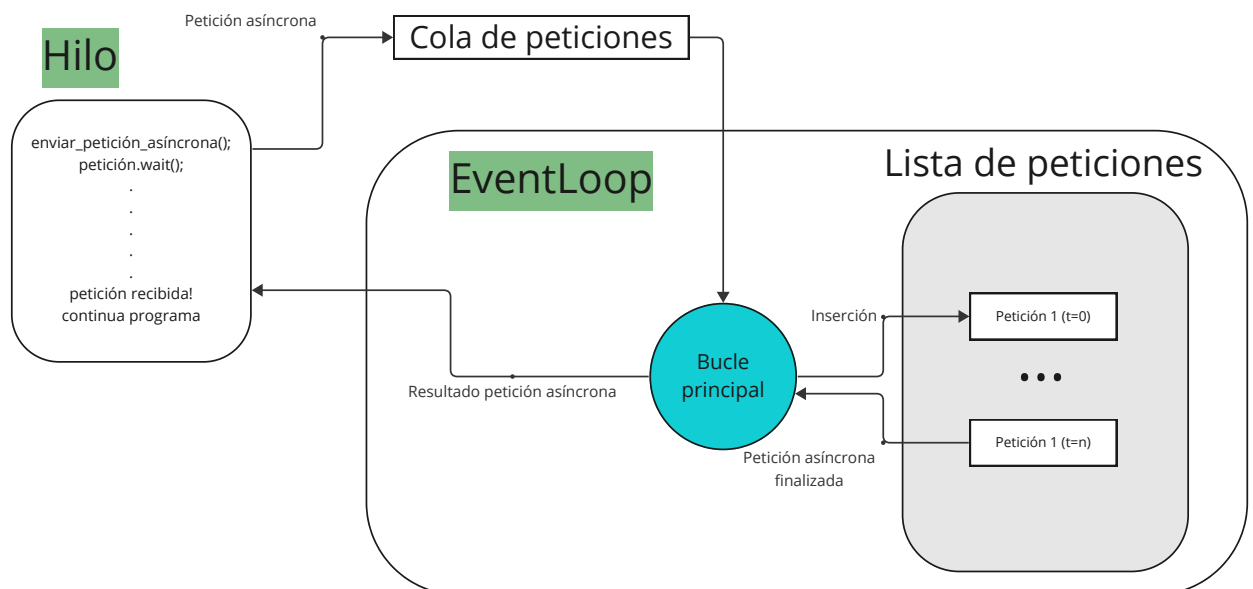 Petición asíncrona
Cola de peticiones
Hilo
enviar_petición_asíncrona();
petición.wait();
.
.
.
.
.
petición recibida!
continua programa
EventLoop
Lista de peticiones
Inserción
Petición 1 (t=0)
Bucle
principal
...
Resultado petición asíncrona
Petición 1 (t=n)
Petición asíncrona
finalizada